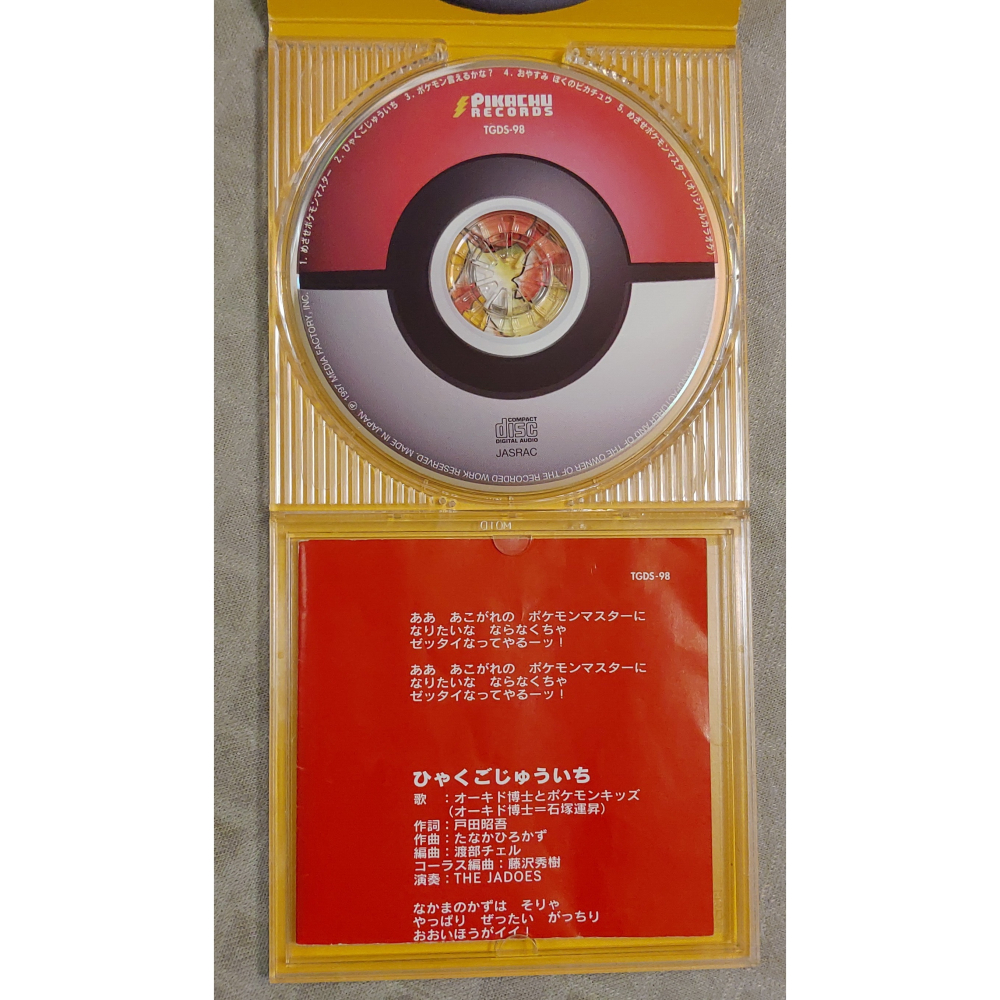 1. めざせポケモンマスター 2. ひゃくごじゅういち 3. ポケモン言えるかな? 4. おやすみ ぼくのピカチュウ 5. めざせポケモンマスター(オリジナルカラオケ)
PIKACHU
RECORDS
TGDS-98
COMPACT
disc
DIGITAL AUDIO
JASRAC
AND OF THE OWNER OF THE RECORDED WORK RESERVED. MADE IN JAPAN. Ⓟ 1997 MEDIA FACTORY, INC.
TGDS-98
ああ あこがれの ポケモンマスターに
なりたいな ならなくちゃ
ゼッタイなってやるーッ!
ああ あこがれの ポケモンマスターに
なりたいな ならなくちゃ
ゼッタイなってやるーッ!
ひゃくごじゅういち
歌 :オーキド博士とポケモンキッズ
(オーキド博士=石塚運昇)
作詞:戸田昭吾
作曲:たなかひろかず
編曲:渡部チェル
コーラス編曲:藤沢秀樹
演奏:THE JADOES
なかまのかずは そりゃ
やっぱり ぜったい がっちり
おおいほうがイイ!